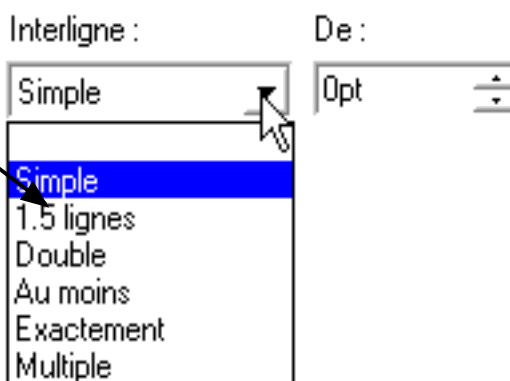 Interligne : De :
Simple 0pt
Simple
1.5 lignes
Double
Au moins
Exactement
Multiple